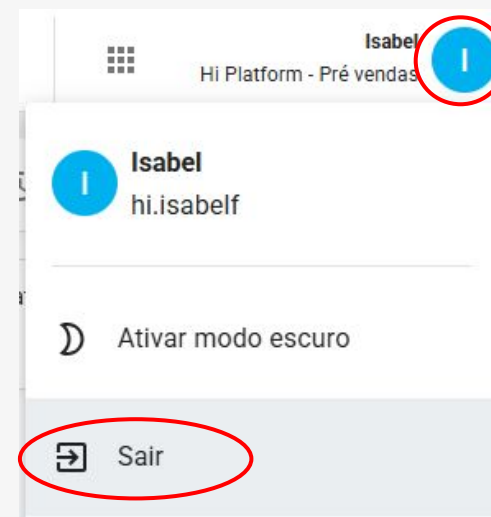 Isabel
Hi Platform - Pré vendas
I
I
Isabel
hi.isabelf
Ativar modo escuro
Sair